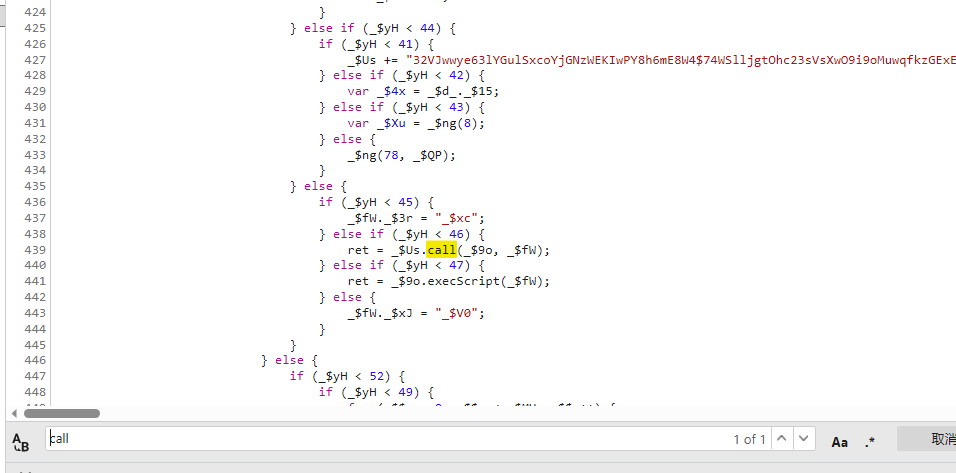 424 }
425 } else if (_$yH < 44) {
426 if (_$yH < 41) {
427 _$Us += "32VJwwye63lYGulSxcoYjGNzWEKIwPY8h6mE8W4$74WSlljgtOhc23sVsXwO9i9oMuwqfkzGExE
428 } else if (_$yH < 42) {
429 var _$4x = _$d_._$15;
430 } else if (_$yH < 43) {
431 var _$Xu = _$ng(8);
432 } else {
433 _$ng(78, _$QP);
434 }
435 } else {
436 if (_$yH < 45) {
437 _$fW._$3r = "_$xc";
438 } else if (_$yH < 46) {
439 ret = _$Us.call(_$9o, _$fW);
440 } else if (_$yH < 47) {
441 ret = _$9o.execScript(_$fW);
442 } else {
443 _$fW._$xJ = "_$V0";
444 }
445 }
446 } else {
447 if (_$yH < 52) {
448 if (_$yH < 49) {
call 1 of 1 Aa .* 取消